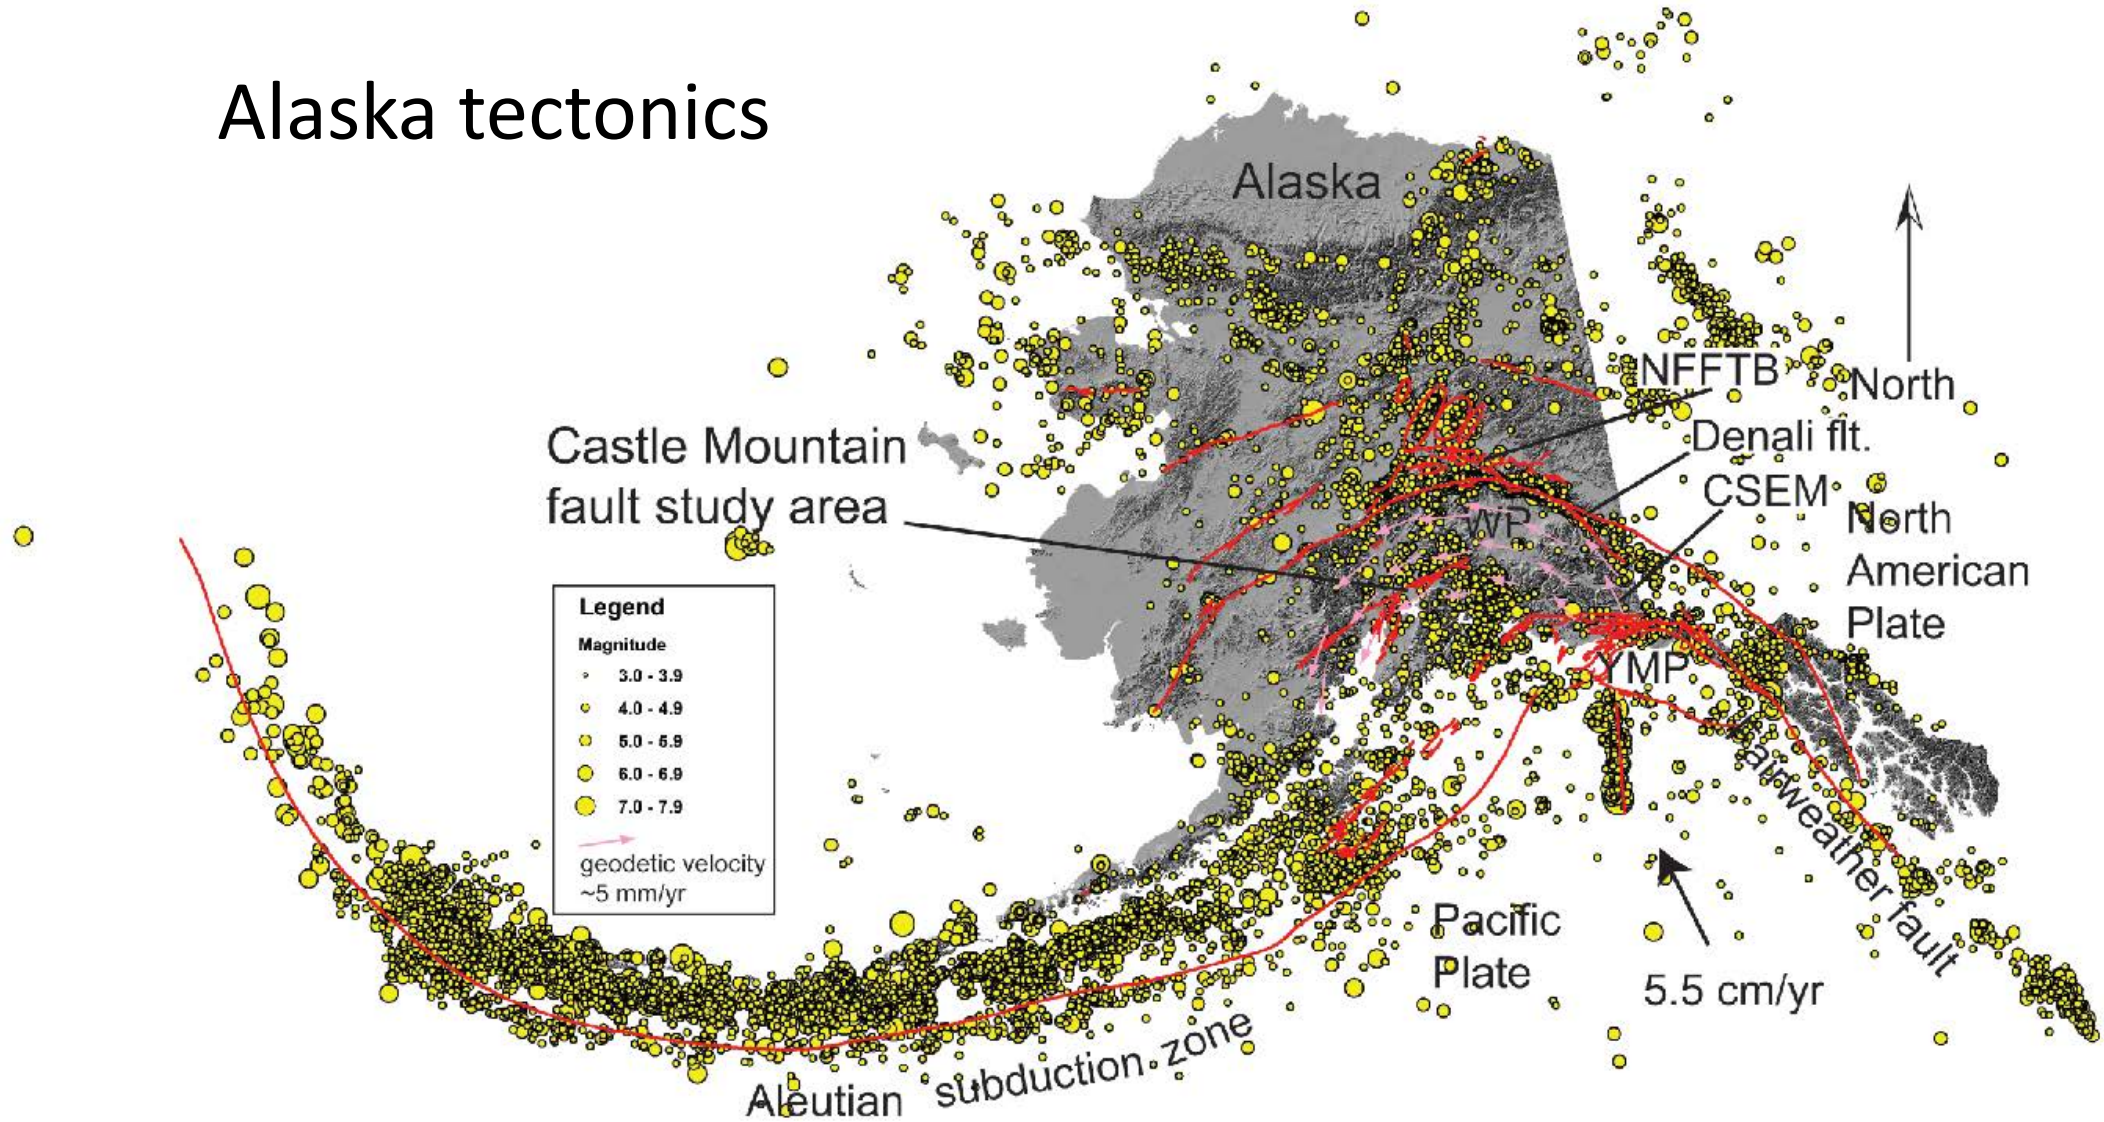 Alaska tectonics
Alaska
NFFTB
North
Denali flt.
Castle Mountain
fault study area
CSEM
WP
North
American
Plate
Legend
Magnitude
3.0 - 3.9
4.0 - 4.9
5.0 - 5.9
6.0 - 6.9
7.0 - 7.9
geodetic velocity
~5 mm/yr
YMP
Fairweather fault
Pacific
Plate
5.5 cm/yr
Aleutian subduction zone